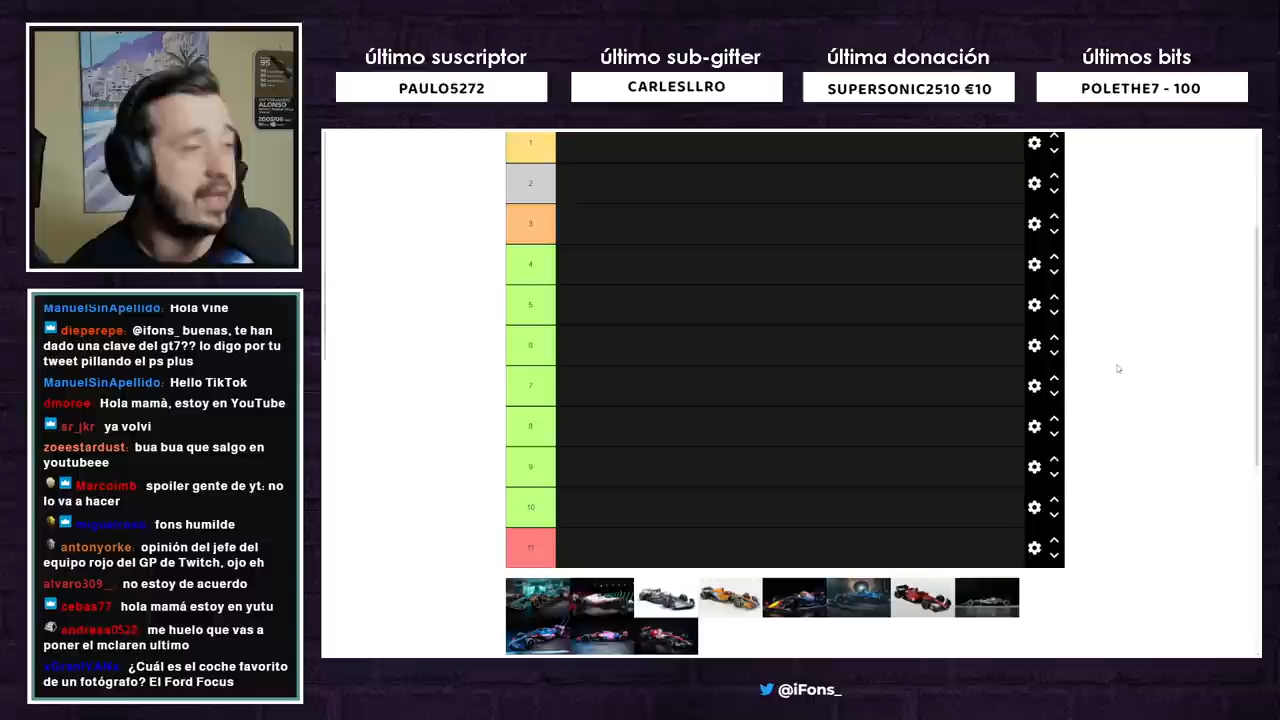 último suscriptor
último sub-gifter
última donación
últimos bits
PAULO5272
CARLESLLRO
SUPERSONIC2510 €10
POLETHE7 - 100
95
ALONSO
2005/06
1
2
3
4
5
6
7
8
9
10
11
ManuelSinApellido: Hola Vine
dieperepe: @ifons_ buenas, te han
dado una clave del gt7?? lo digo por tu
tweet pillando el ps plus
ManuelSinApellido: Hello TikTok
dmoroe Hola mamà, estoy en YouTube
sr_jkr ya volvi
zoeestardust: bua bua que salgo en
youtubeee
Marcoimb spoiler gente de yt: no
lo va a hacer
fons humilde
antonyorke: opinión del jefe del
equipo rojo del GP de Twitch, ojo eh
alvaro309__: no estoy de acuerdo
cebas77 hola mamá estoy en yutu
andreas0522 me huelo que vas a
poner el mclaren ultimo
xGranIVANx ¿Cuál es el coche favorito
de un fotógrafo? El Ford Focus
@iFons_